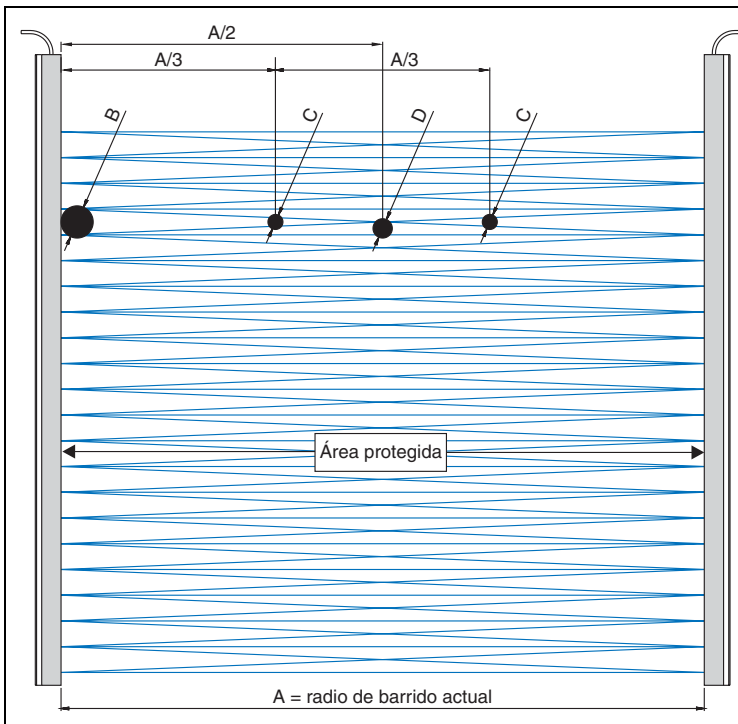 A/2
A/3
A/3
B
C
D
C
Área protegida
A = radio de barrido actual